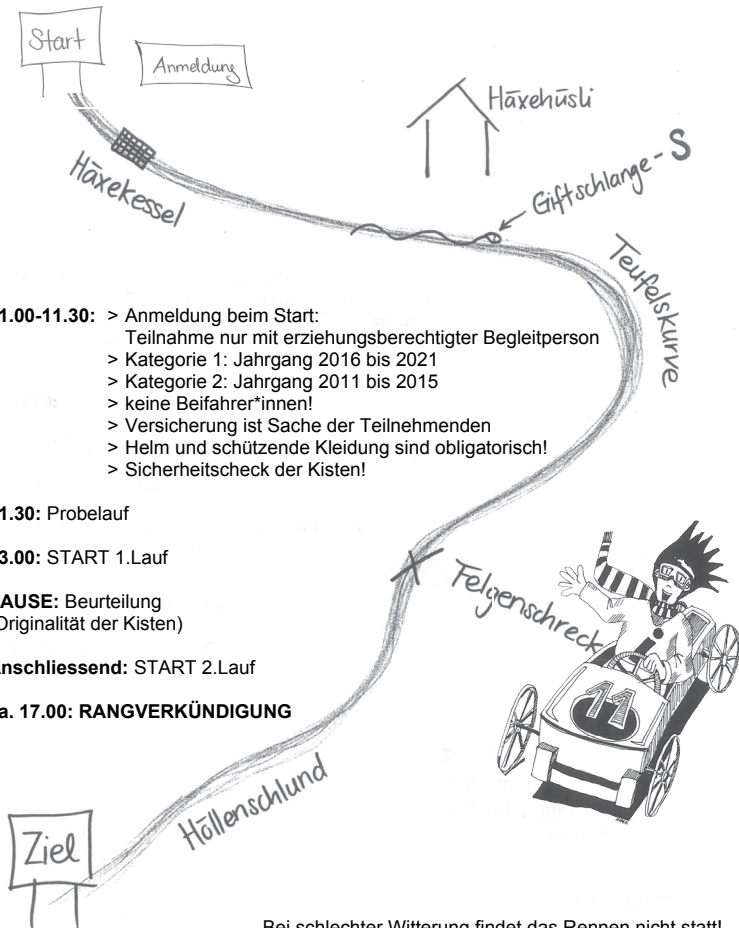 Start
Anmeldung
Häxehüsli
Giftschlange-S
Häxekessel
Teufelskurve
1.00-11.30: > Anmeldung beim Start:
Teilnahme nur mit erziehungsberechtigter Begleitperson
> Kategorie 1: Jahrgang 2016 bis 2021
> Kategorie 2: Jahrgang 2011 bis 2015
> keine Beifahrer*innen!
> Versicherung ist Sache der Teilnehmenden
> Helm und schützende Kleidung sind obligatorisch!
> Sicherheitscheck der Kisten!
1.30: Probelauf
3.00: START 1.Lauf
AUSE: Beurteilung
Originalität der Kisten)
nschliessend: START 2.Lauf
a. 17.00: RANGVERKÜNDIGUNG
Felgenschreck
11
Höllenschlund
Ziel
Bei schlechter Witterung findet das Rennen nicht statt!